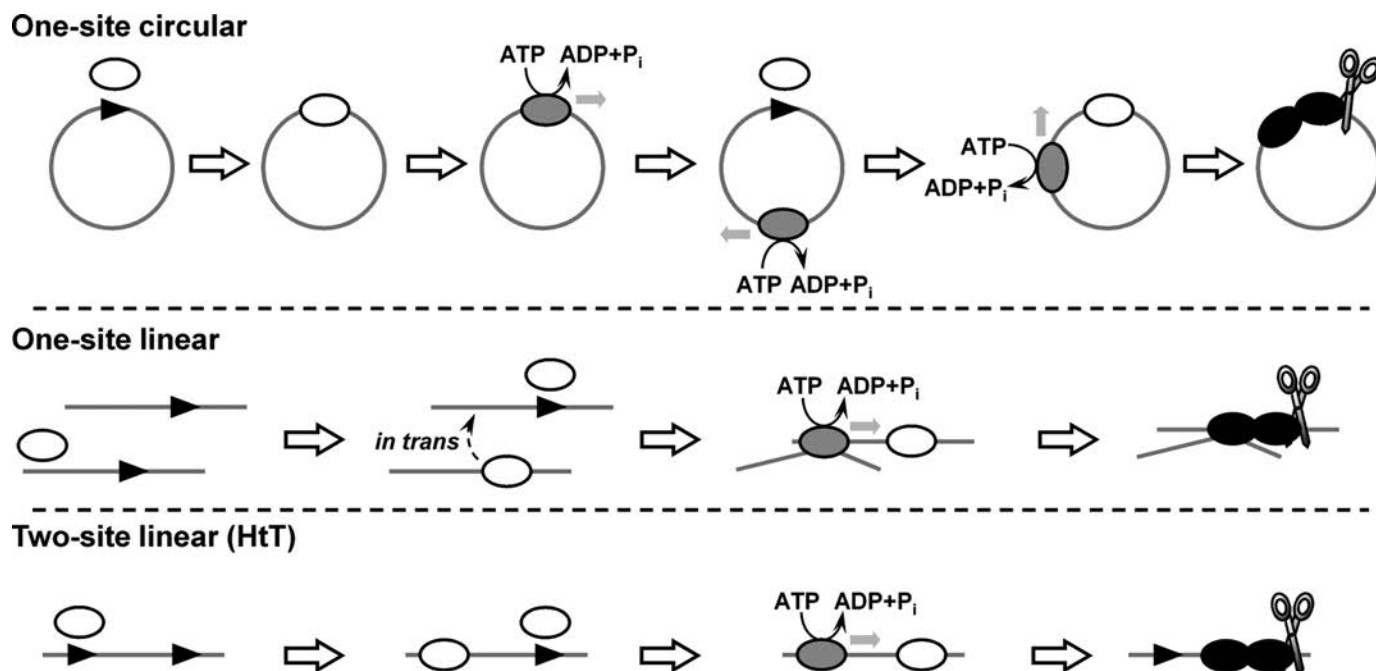 One-site circular
ATP ADP+Pi
ATP
ADP+Pi
ATP ADP+Pi
One-site linear
in trans
ATP ADP+Pi
Two-site linear (HtT)
ATP ADP+Pi